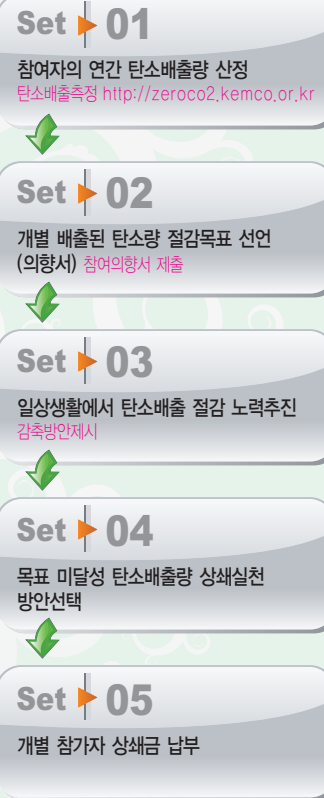 Set 01
참여자의 연간 탄소배출량 산정
탄소배출측정 http://zeroco2.kemco.or.kr
Set 02
개별 배출된 탄소량 절감목표 선언
(의향서) 참여의향서 제출
Set 03
일상생활에서 탄소배출 절감 노력추진
감축방안제시
Set 04
목표 미달성 탄소배출량 상쇄실천
방안선택
Set 05
개별 참가자 상쇄금 납부